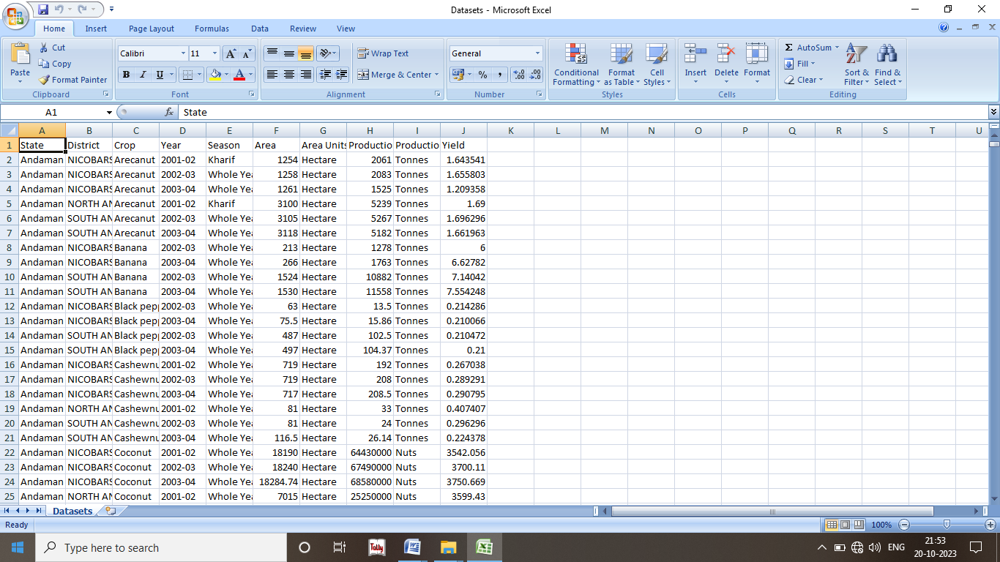 Datasets - Microsoft Excel
Home Insert Page Layout Formulas Data Review View
Paste Cut Copy Format Painter
Calibri 11 A A
B I U A
Wrap Text
Merge & Center
General
% ,
Conditional Formatting Format as Table Cell Styles
Insert Delete Format
Σ AutoSum Fill Clear
Sort & Filter Find & Select
Clipboard Font Alignment Number Styles Cells Editing
A1 fx State
A B C D E F G H I J K L M N O P Q R S T U
1 State District Crop Year Season Area Area Units Productio Productio Yield
2 Andaman NICOBARS Arecanut 2001-02 Kharif 1254 Hectare 2061 Tonnes 1.643541
3 Andaman NICOBARS Arecanut 2002-03 Whole Yea 1258 Hectare 2083 Tonnes 1.655803
4 Andaman NICOBARS Arecanut 2003-04 Whole Yea 1261 Hectare 1525 Tonnes 1.209358
5 Andaman NORTH AN Arecanut 2001-02 Kharif 3100 Hectare 5239 Tonnes 1.69
6 Andaman SOUTH AN Arecanut 2002-03 Whole Yea 3105 Hectare 5267 Tonnes 1.696296
7 Andaman SOUTH AN Arecanut 2003-04 Whole Yea 3118 Hectare 5182 Tonnes 1.661963
8 Andaman NICOBARS Banana 2002-03 Whole Yea 213 Hectare 1278 Tonnes 6
9 Andaman NICOBARS Banana 2003-04 Whole Yea 266 Hectare 1763 Tonnes 6.62782
10 Andaman SOUTH AN Banana 2002-03 Whole Yea 1524 Hectare 10882 Tonnes 7.14042
11 Andaman SOUTH AN Banana 2003-04 Whole Yea 1530 Hectare 11558 Tonnes 7.554248
12 Andaman NICOBARS Black pepp 2002-03 Whole Yea 63 Hectare 13.5 Tonnes 0.214286
13 Andaman NICOBARS Black pepp 2003-04 Whole Yea 75.5 Hectare 15.86 Tonnes 0.210066
14 Andaman SOUTH AN Black pepp 2002-03 Whole Yea 487 Hectare 102.5 Tonnes 0.210472
15 Andaman SOUTH AN Black pepp 2003-04 Whole Yea 497 Hectare 104.37 Tonnes 0.21
16 Andaman NICOBARS Cashewnu 2001-02 Whole Yea 719 Hectare 192 Tonnes 0.267038
17 Andaman NICOBARS Cashewnu 2002-03 Whole Yea 719 Hectare 208 Tonnes 0.289291
18 Andaman NICOBARS Cashewnu 2003-04 Whole Yea 717 Hectare 208.5 Tonnes 0.290795
19 Andaman NORTH AN Cashewnu 2001-02 Whole Yea 81 Hectare 33 Tonnes 0.407407
20 Andaman SOUTH AN Cashewnu 2002-03 Whole Yea 81 Hectare 24 Tonnes 0.296296
21 Andaman SOUTH AN Cashewnu 2003-04 Whole Yea 116.5 Hectare 26.14 Tonnes 0.224378
22 Andaman NICOBARS Coconut 2001-02 Whole Yea 18190 Hectare 64430000 Nuts 3542.056
23 Andaman NICOBARS Coconut 2002-03 Whole Yea 18240 Hectare 67490000 Nuts 3700.11
24 Andaman NICOBARS Coconut 2003-04 Whole Yea 18284.74 Hectare 68580000 Nuts 3750.669
25 Andaman NORTH AN Coconut 2001-02 Whole Yea 7015 Hectare 25250000 Nuts 3599.43
Datasets
Ready 100%
Type here to search Tally ENG 21:53
20-10-2023